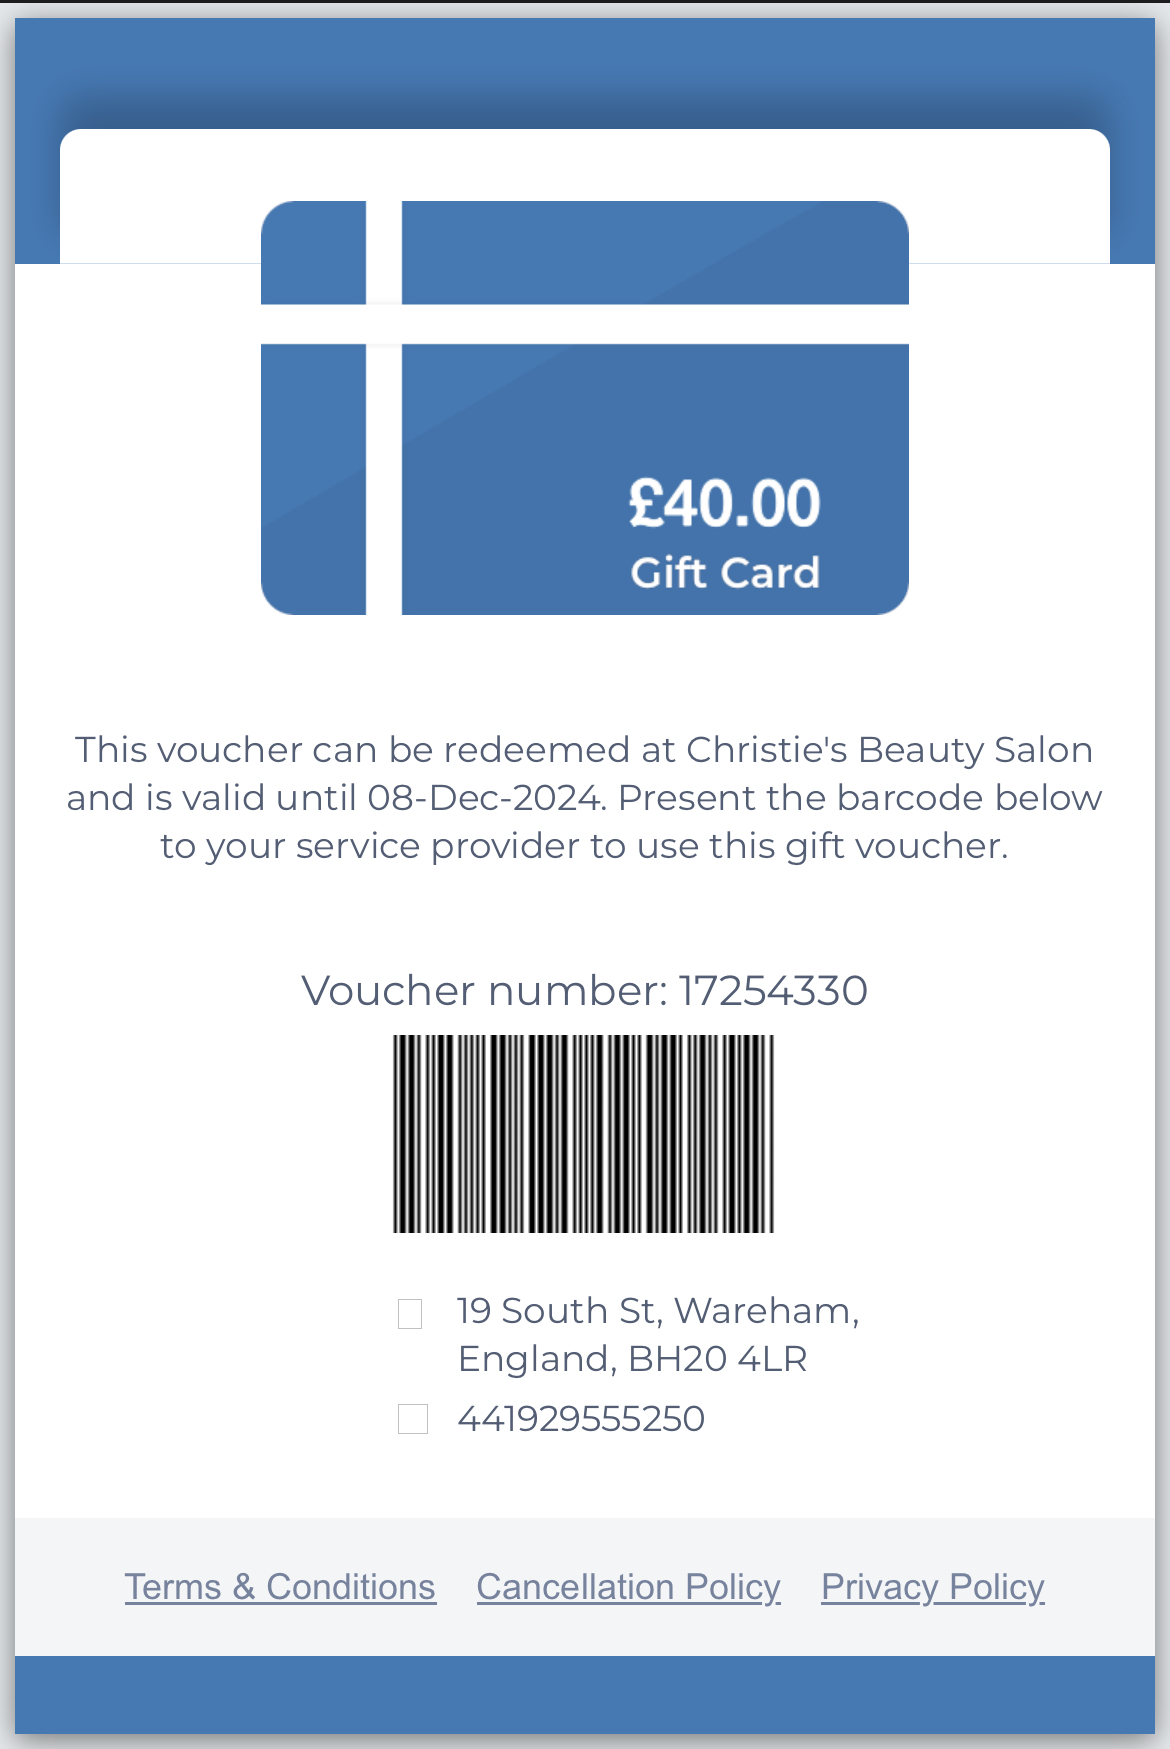 £40.00
Gift Card
This voucher can be redeemed at Christie's Beauty Salon
and is valid until 08-Dec-2024. Present the barcode below
to your service provider to use this gift voucher.
Voucher number: 17254330
19 South St, Wareham,
England, BH20 4LR
441929555250
Terms & Conditions Cancellation Policy Privacy Policy